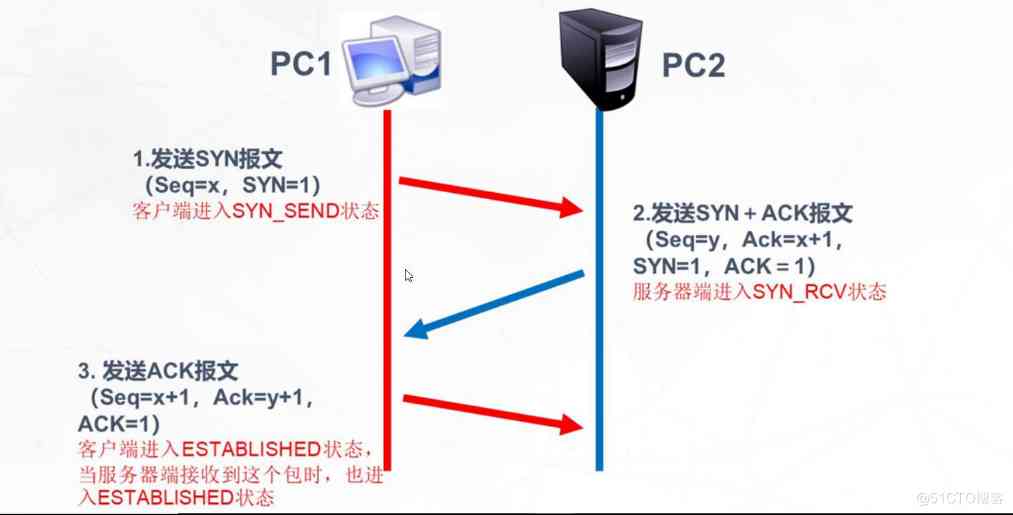 PC1
PC2
1.发送SYN报文
（Seq=x，SYN=1）
客户端进入SYN_SEND状态
2.发送SYN＋ACK报文
（Seq=y，Ack=x+1，
SYN=1，ACK＝1）
服务器端进入SYN_RCV状态
3. 发送ACK报文
（Seq=x+1，Ack=y+1，
ACK=1）
客户端进入ESTABLISHED状态，
当服务器端接收到这个包时，也进
入ESTABLISHED状态
@51CTO博客